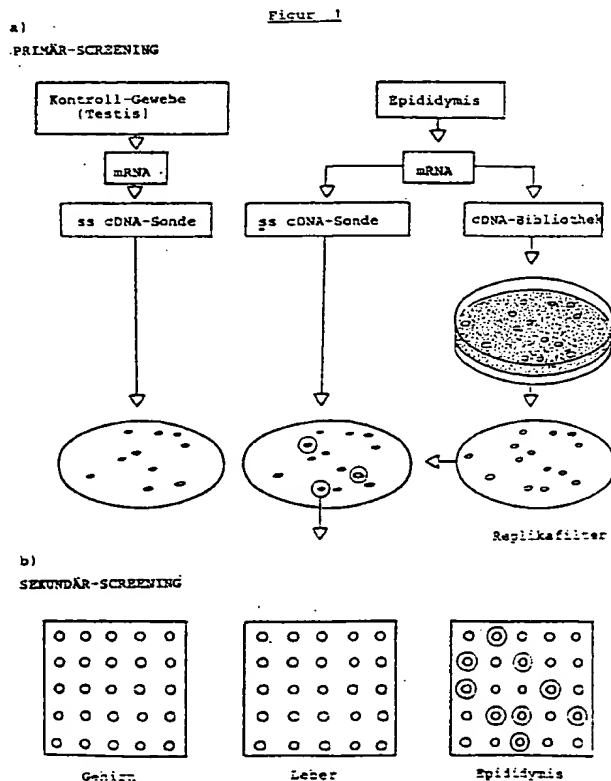 Figur 1
a)
PRIMÄR-SCREENING
Kontroll-Gewebe
(Testis)
Epididymis
mRNA
mRNA
ss cDNA-Sonde
ss cDNA-Sonde
cDNA-Bibliothek
Replikafilter
b)
SEKUNDÄR-SCREENING
Gehirn
Leber
Epididymis